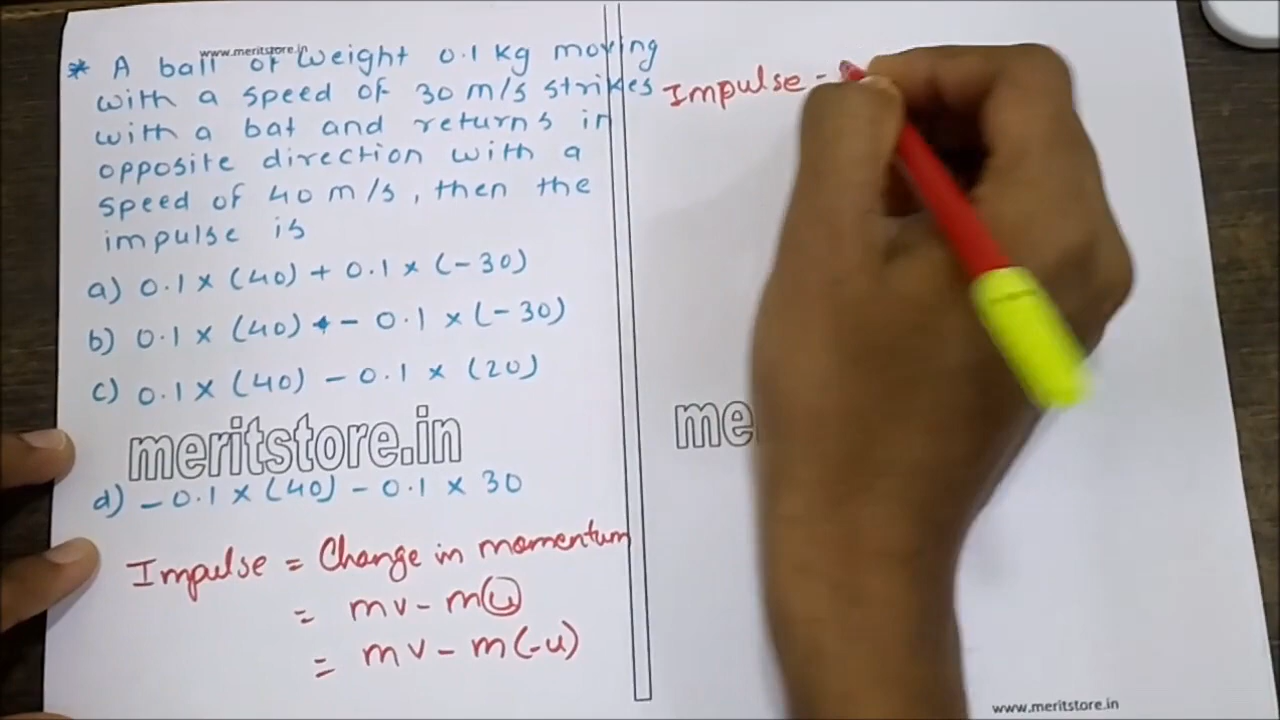 www.meritstore.in
* A ball of weight 0.1 kg moving
with a speed of 30 m/s strikes
with a bat and returns in
opposite direction with a
speed of 40 m/s, then the
impulse is
a) 0.1 x (40) + 0.1 x (-30)
b) 0.1 x (40) - 0.1 x (-30)
c) 0.1 x (40) - 0.1 x (20)
meritstore.in
d) - 0.1 x (40) - 0.1 x 30
Impulse = Change in momentum
= mv - m(u)
= mv - m(-u)
Impulse -
me
www.meritstore.in